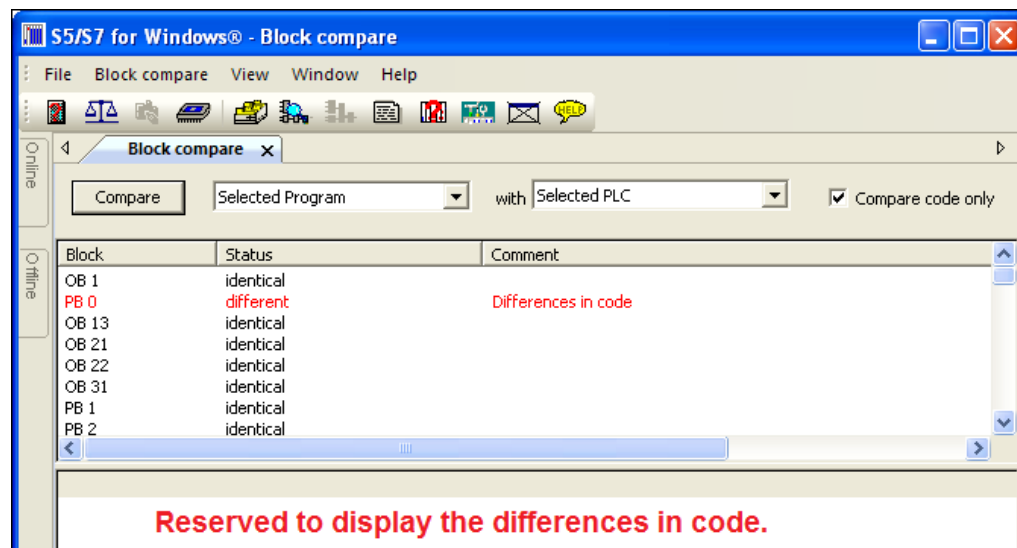 S5/S7 for Windows® - Block compare
File Block compare View Window Help
HELP
Online
Block compare x
Compare Selected Program with Selected PLC Compare code only
Offline
Block Status Comment
OB 1 identical
PB 0 different Differences in code
OB 13 identical
OB 21 identical
OB 22 identical
OB 31 identical
PB 1 identical
PB 2 identical
Reserved to display the differences in code.